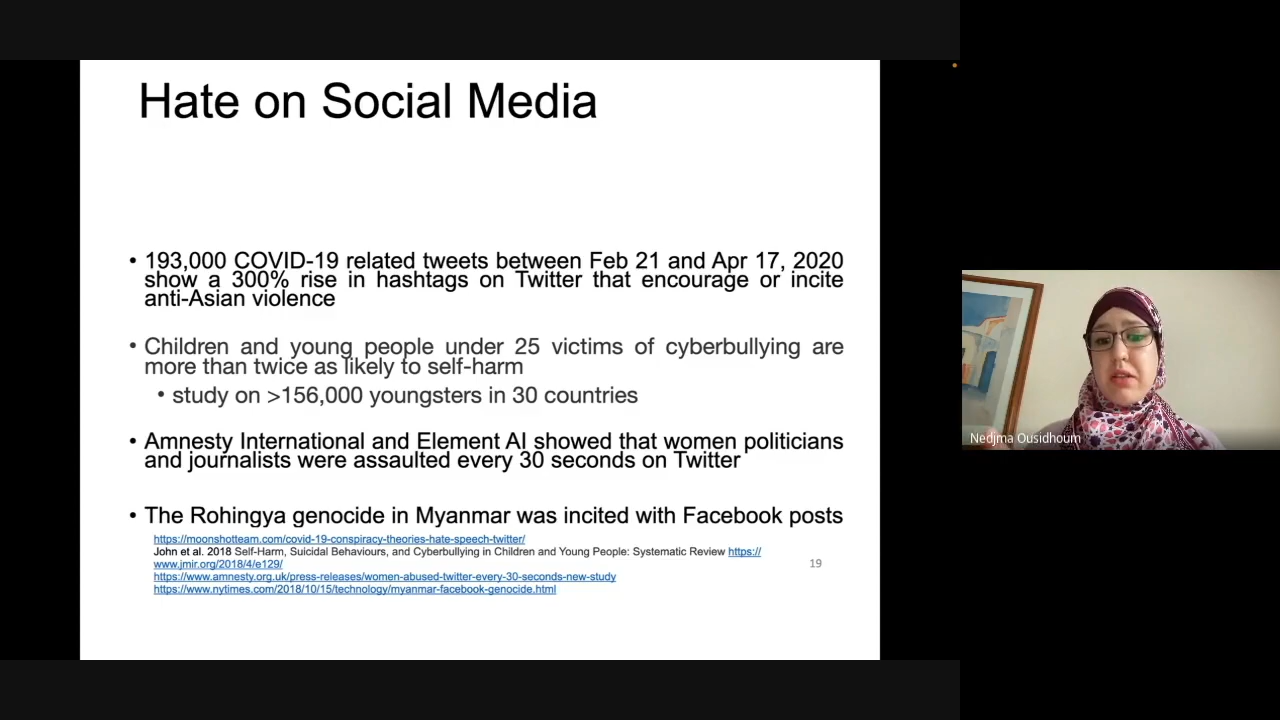 Hate on Social Media
• 193,000 COVID-19 related tweets between Feb 21 and Apr 17, 2020
show a 300% rise in hashtags on Twitter that encourage or incite
anti-Asian violence
• Children and young people under 25 victims of cyberbullying are
more than twice as likely to self-harm
• study on >156,000 youngsters in 30 countries
• Amnesty International and Element AI showed that women politicians
and journalists were assaulted every 30 seconds on Twitter
• The Rohingya genocide in Myanmar was incited with Facebook posts
https://moonshotteam.com/covid-19-conspiracy-theories-hate-speech-twitter/
John et al. 2018 Self-Harm, Suicidal Behaviours, and Cyberbullying in Children and Young People: Systematic Review https://
www.jmir.org/2018/4/e129/
https://www.amnesty.org.uk/press-releases/women-abused-twitter-every-30-seconds-new-study
https://www.nytimes.com/2018/10/15/technology/myanmar-facebook-genocide.html
19
Nedjma Ousidhoum